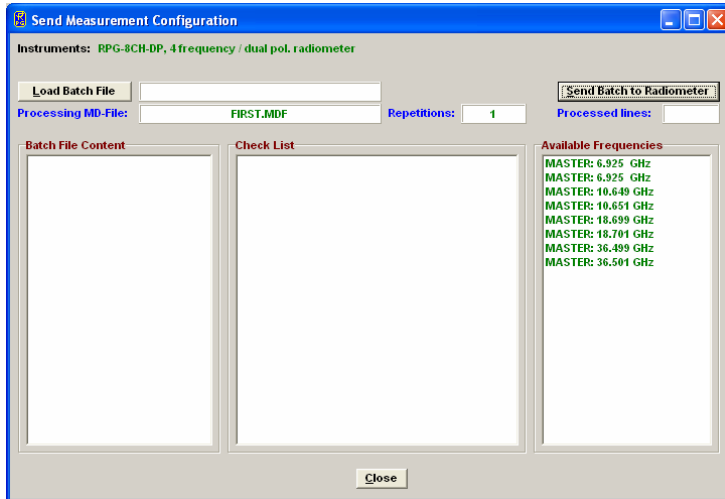 Send Measurement Configuration
Instruments: RPG-8CH-DP, 4 frequency / dual pol. radiometer
Load Batch File
Send Batch to Radiometer
Processing MD-File: FIRST.MDF Repetitions: 1 Processed lines:
Batch File Content
Check List
Available Frequencies
MASTER: 6.925 GHz
MASTER: 6.925 GHz
MASTER: 10.649 GHz
MASTER: 10.651 GHz
MASTER: 18.699 GHz
MASTER: 18.701 GHz
MASTER: 36.499 GHz
MASTER: 36.501 GHz
Close